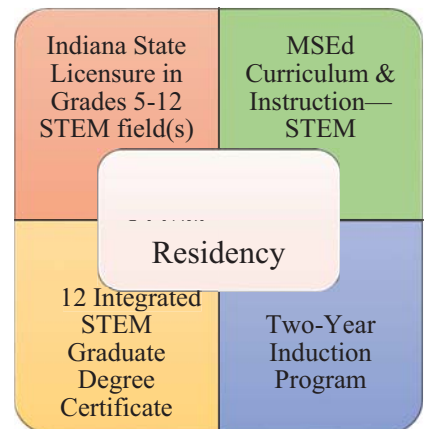 Indiana State
Licensure in
Grades 5-12
STEM field(s)
MSEd
Curriculum &
Instruction—
STEM
Residency
12 Integrated
STEM
Graduate
Degree
Certificate
Two-Year
Induction
Program